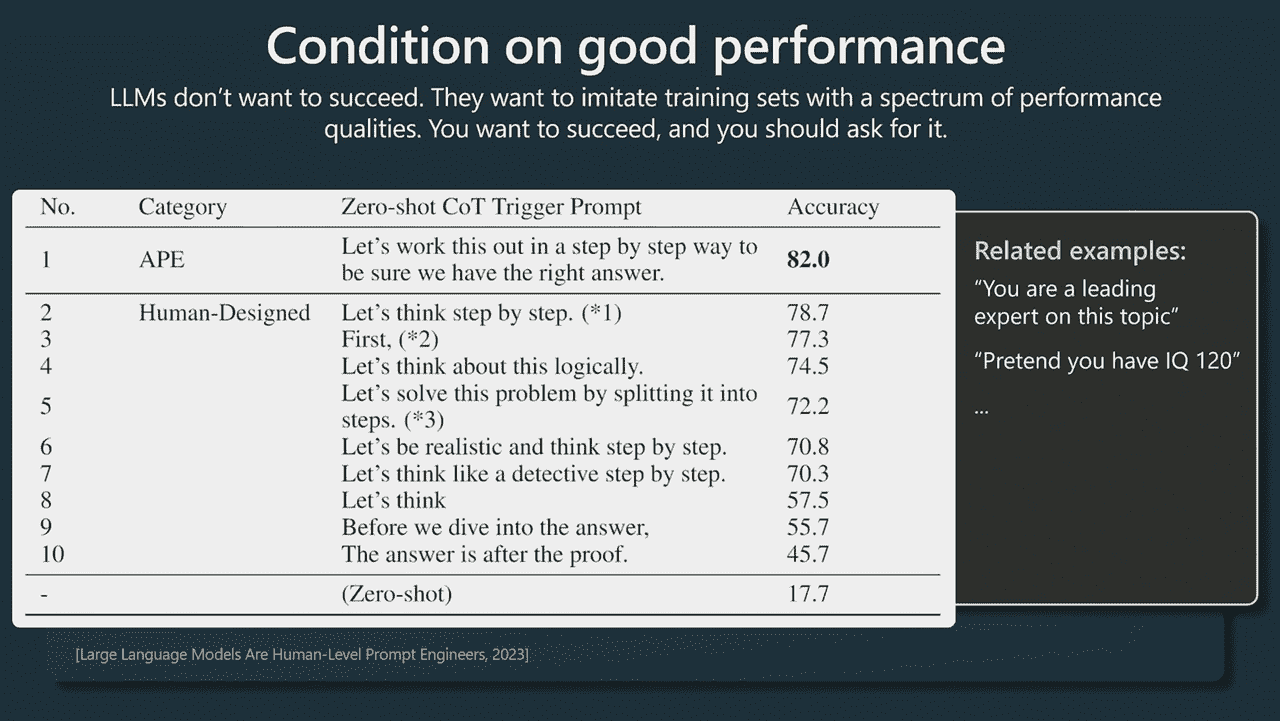 Condition on good performance
LLMs don’t want to succeed. They want to imitate training sets with a spectrum of performance
qualities. You want to succeed, and you should ask for it.
No. Category Zero-shot CoT Trigger Prompt Accuracy
1 APE Let’s work this out in a step by step way to
be sure we have the right answer. 82.0
2 Human-Designed Let’s think step by step. (*1) 78.7
3 First, (*2) 77.3
4 Let’s think about this logically. 74.5
5 Let’s solve this problem by splitting it into
steps. (*3) 72.2
6 Let’s be realistic and think step by step. 70.8
7 Let’s think like a detective step by step. 70.3
8 Let’s think 57.5
9 Before we dive into the answer, 55.7
10 The answer is after the proof. 45.7
- (Zero-shot) 17.7
Related examples:
“You are a leading
expert on this topic”
“Pretend you have IQ 120”
...
[Large Language Models Are Human-Level Prompt Engineers, 2023]